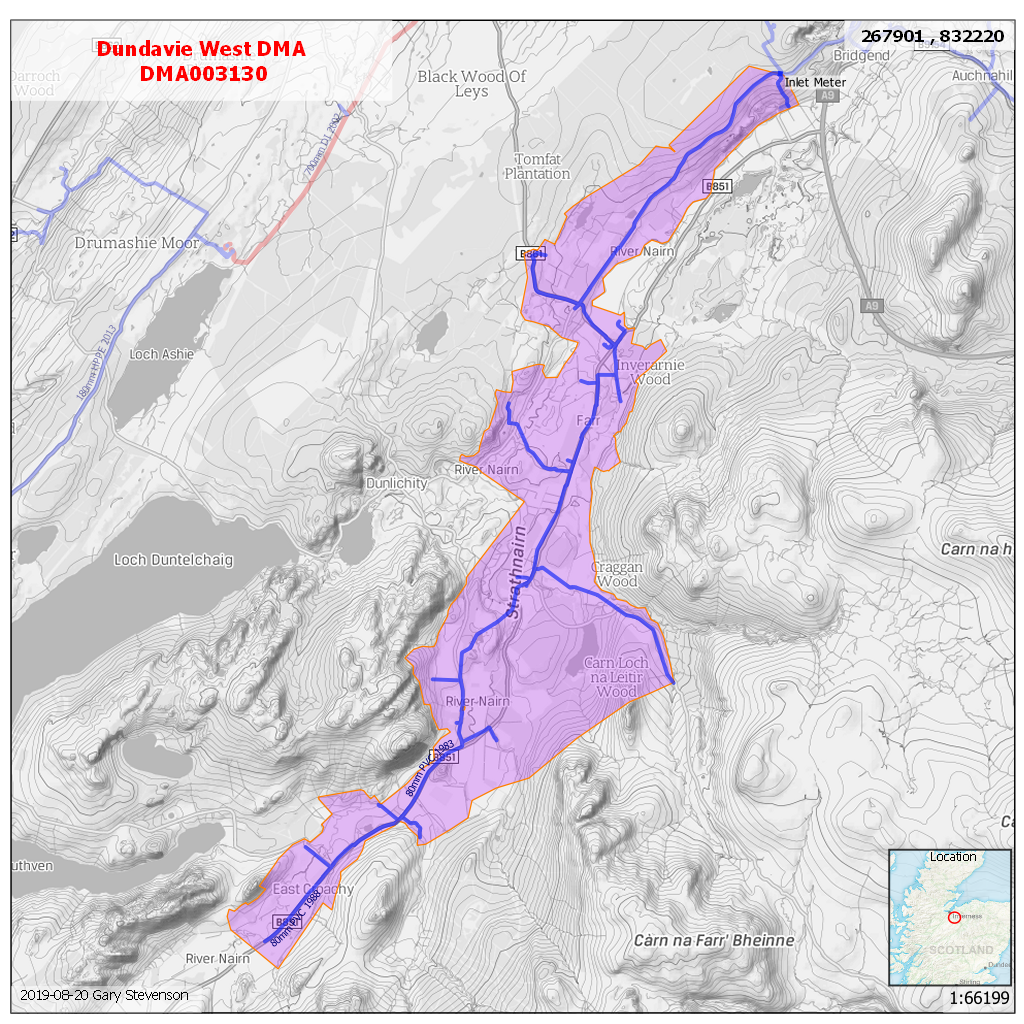 Dundavie West DMA
DMA003130
267901 , 832220
Bridgend
Auchnahil
Inlet Meter
A9
Darroch
Wood
Black Wood Of
Leys
700mm DI 2002
Tomfat
Plantation
B851
Drumashie Moor
B861
River Nairn
A9
180mm HPPE 2013
Loch Ashie
Inverarnie
Wood
Farr
River Nairn
Dunlichity
Loch Duntelchaig
Strathnairn
Craggan
Wood
Carn na h
Carn Loch
na Leitir
Wood
River Nairn
80mm PVC 1983
B851
Ca
uthven
East Croachy
B851
80mm PVC 1988
River Nairn
Càrn na Farr' Bheinne
Location
Inverness
SCOTLAND
Dundee
Stirling
2019-08-20 Gary Stevenson
1:66199